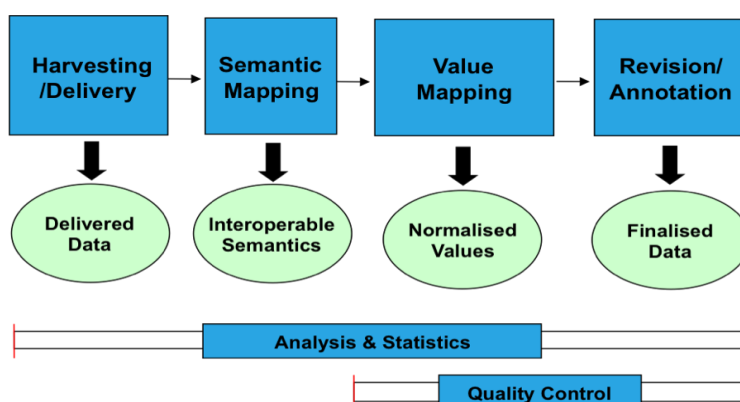 Harvesting
/Delivery
Semantic
Mapping
Value
Mapping
Revision/
Annotation
Delivered
Data
Interoperable
Semantics
Normalised
Values
Finalised
Data
Analysis & Statistics
Quality Control